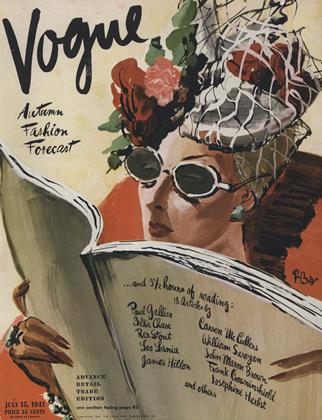 Vogue
Autumn
Fashion
Forecast
RBW
...and 3½ hours of reading:
18 Articles by
Paul Gallico
Ilka Chase
Rex Stout
Leo Lania
James Hilton
Carson McCullers
William Saroyan
John Mason Brown
Frank Crowninshield
Josephine Herbst
and others
ADVANCE
RETAIL
TRADE
EDITION
see section facing page 82
JULY 15, 1941
PRICE 35 CENTS